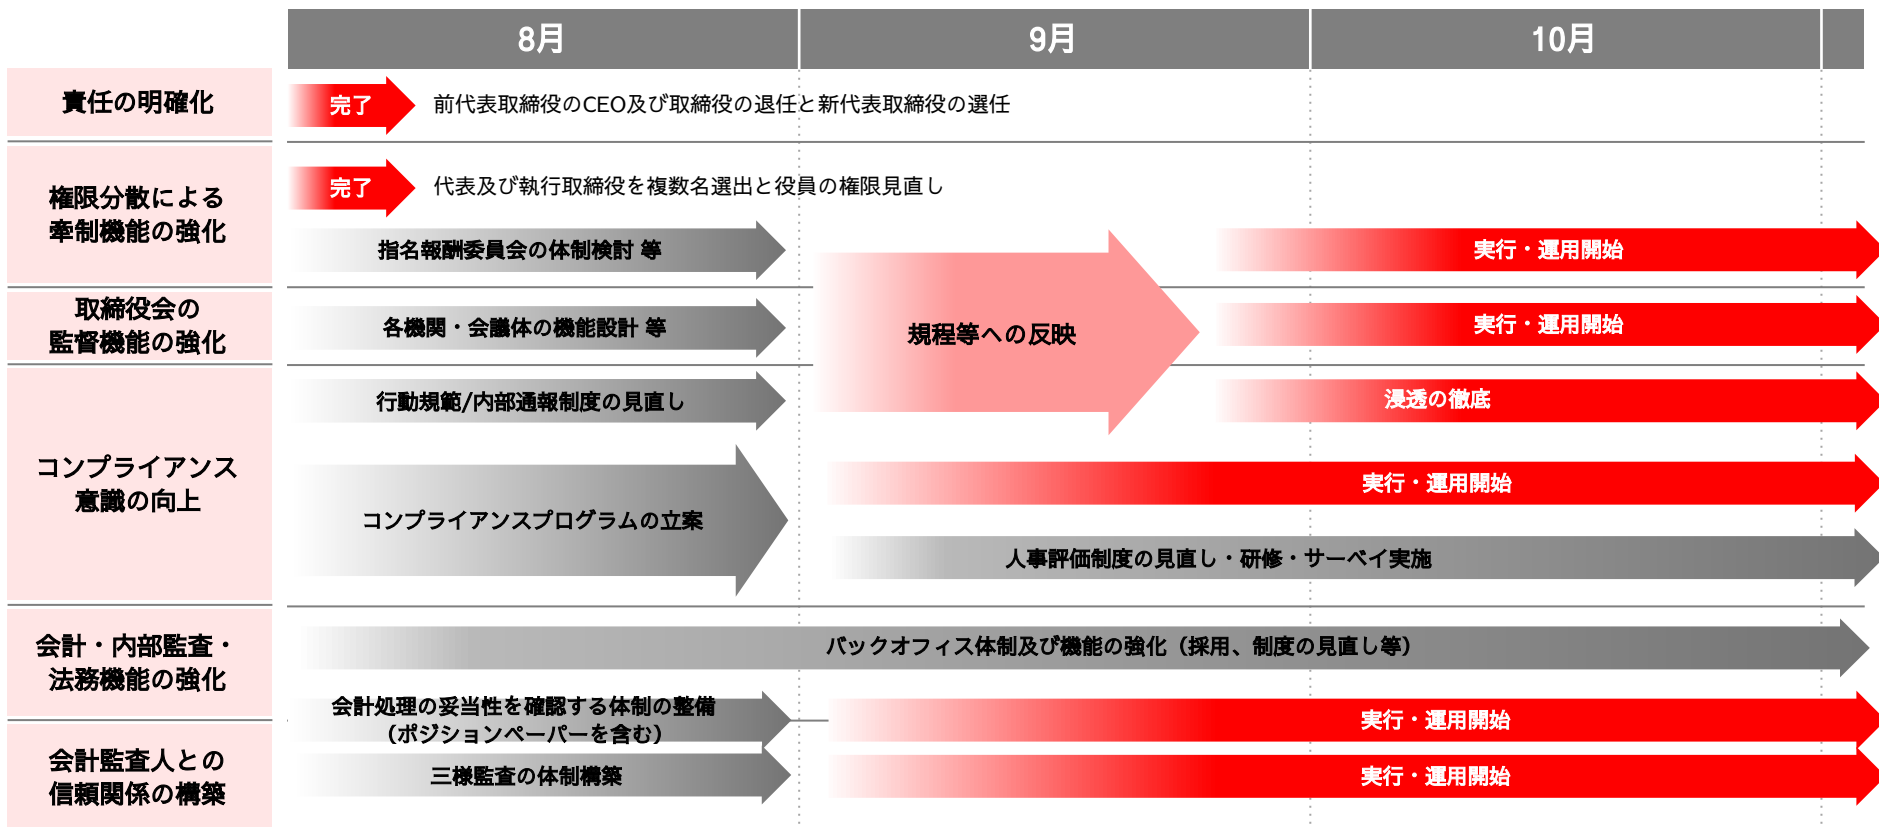 8月
9月
10月
責任の明確化
完了
前代表取締役のCEO及び取締役の退任と新代表取締役の選任
権限分散による
牽制機能の強化
完了
代表及び執行取締役を複数名選出と役員の権限見直し
指名報酬委員会の体制検討 等
実行・運用開始
取締役会の
監督機能の強化
各機関・会議体の機能設計 等
規程等への反映
実行・運用開始
コンプライアンス
意識の向上
行動規範/内部通報制度の見直し
浸透の徹底
コンプライアンスプログラムの立案
実行・運用開始
人事評価制度の見直し・研修・サーベイ実施
会計・内部監査・
法務機能の強化
バックオフィス体制及び機能の強化（採用、制度の見直し等）
会計処理の妥当性を確認する体制の整備
（ポジションペーパーを含む）
実行・運用開始
会計監査人との
信頼関係の構築
三様監査の体制構築
実行・運用開始